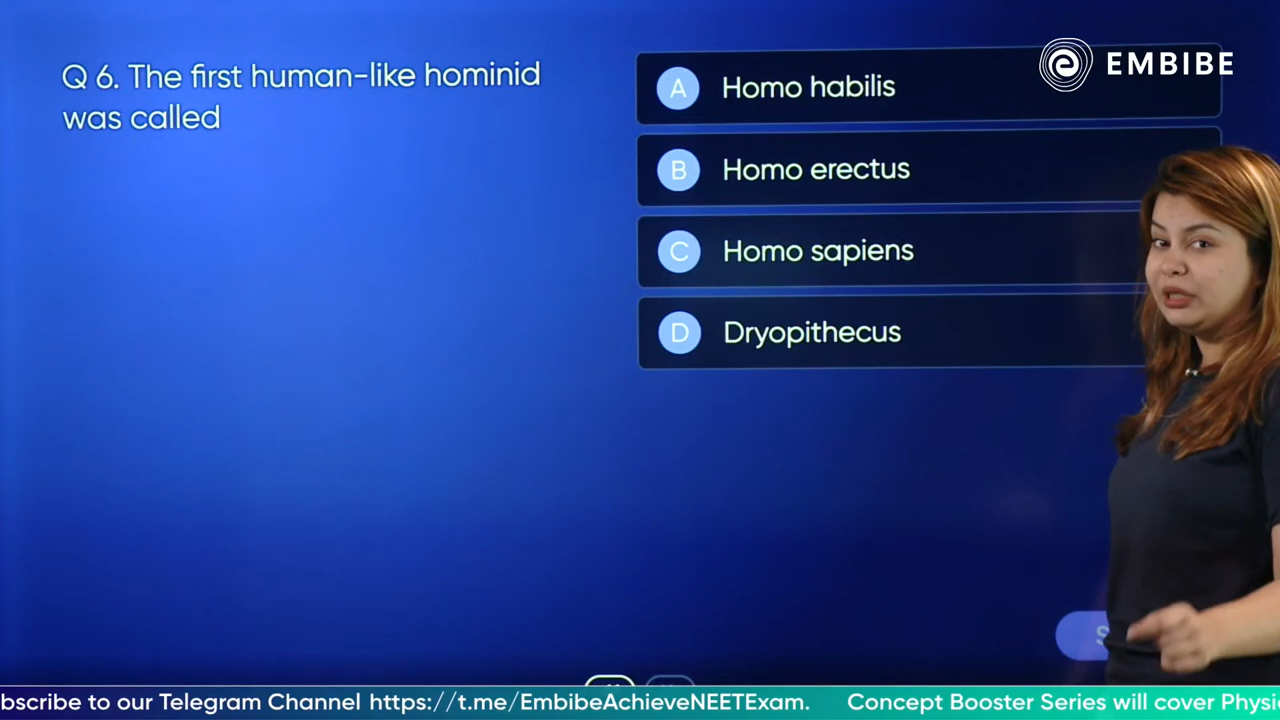 EMBIBE
Q 6. The first human-like hominid
was called
A Homo habilis
B Homo erectus
C Homo sapiens
D Dryopithecus
bscribe to our Telegram Channel https://t.me/EmbibeAchieveNEETExam. Concept Booster Series will cover Physi